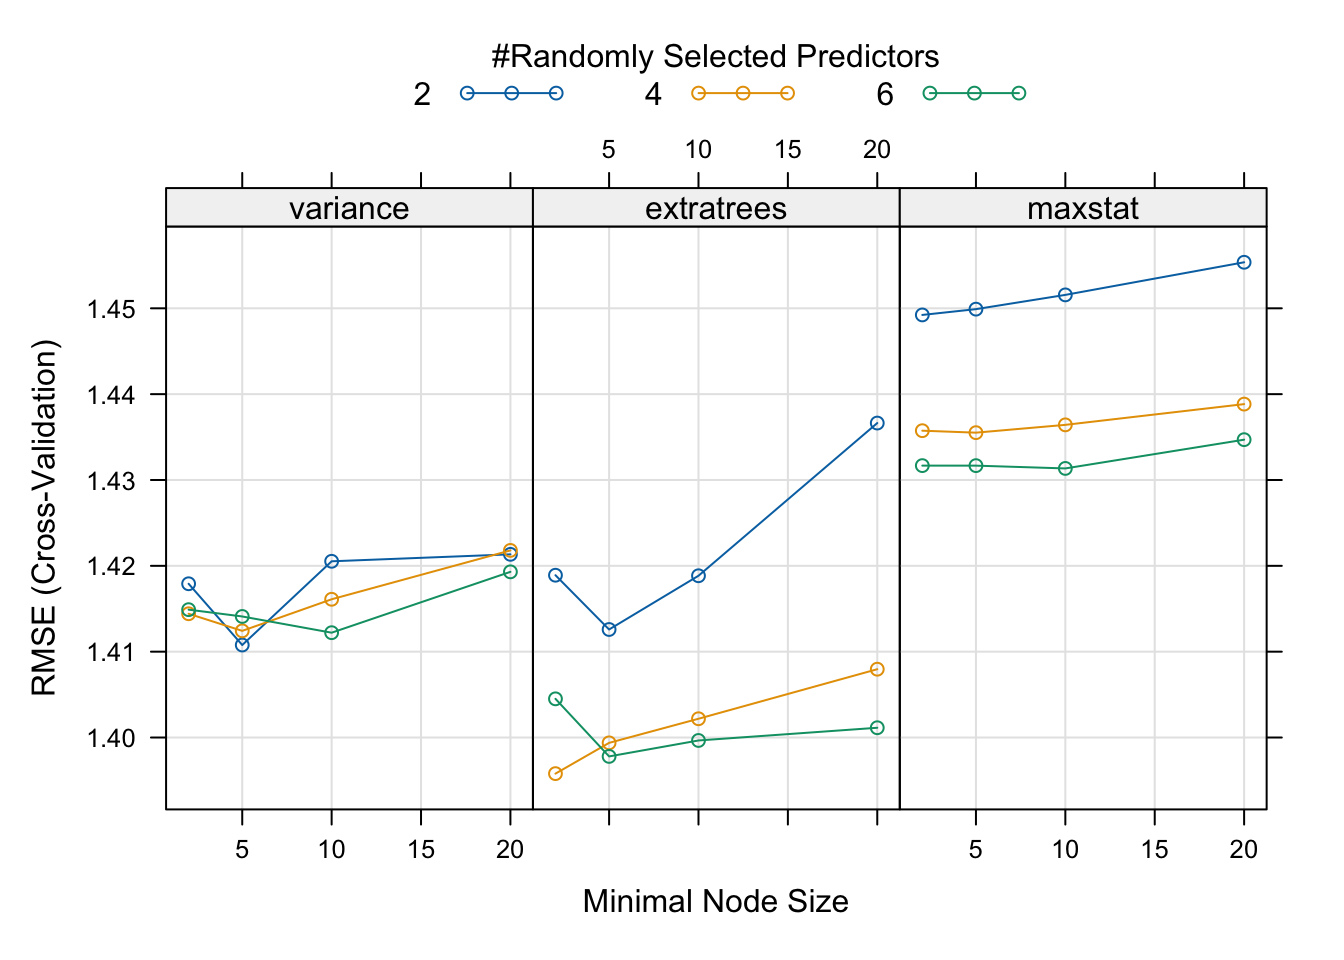 #Randomly Selected Predictors
2 4 6
5 10 15 20
variance extratrees maxstat
1.45
1.44
1.43
1.42
1.41
1.40
RMSE (Cross-Validation)
5 10 15 20 5 10 15 20
Minimal Node Size